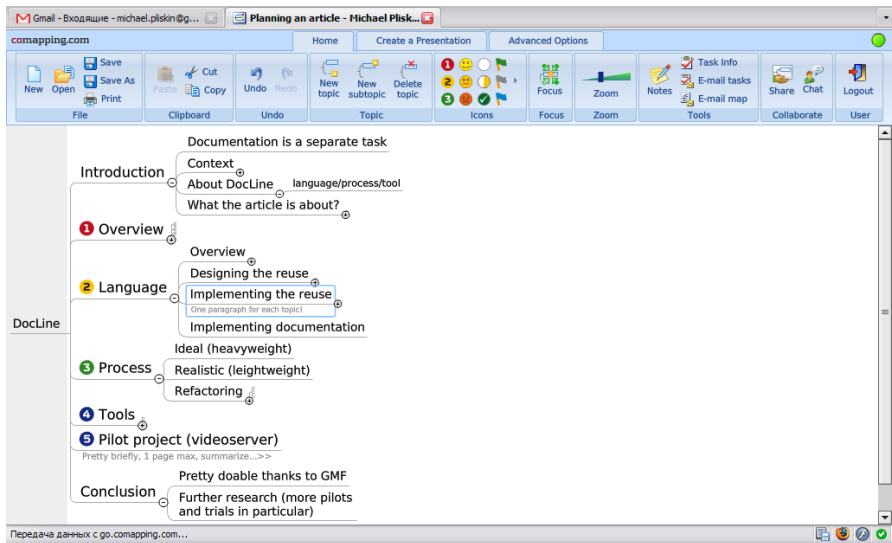 Gmail - Входящие - michael.pliskin@g...
Planning an article - Michael Plisk...
comapping.com
Home
Create a Presentation
Advanced Options
New
Open
Save
Save As
Print
File
Paste
Cut
Copy
Clipboard
Undo
Redo
Undo
New topic
New subtopic
Delete topic
Topic
1
2
3
Icons
Focus
Focus
Zoom
Zoom
Notes
Task Info
E-mail tasks
E-mail map
Tools
Share
Chat
Collaborate
Logout
User
DocLine
Introduction
Documentation is a separate task
Context
About DocLine
language/process/tool
What the article is about?
1 Overview
2 Language
Overview
Designing the reuse
Implementing the reuse
One paragraph for each topic!
Implementing documentation
3 Process
Ideal (heavyweight)
Realistic (leightweight)
Refactoring
4 Tools
5 Pilot project (videoserver)
Pretty briefly, 1 page max, summarize...>>
Conclusion
Pretty doable thanks to GMF
Further research (more pilots
and trials in particular)
Передача данных с go.comapping.com...